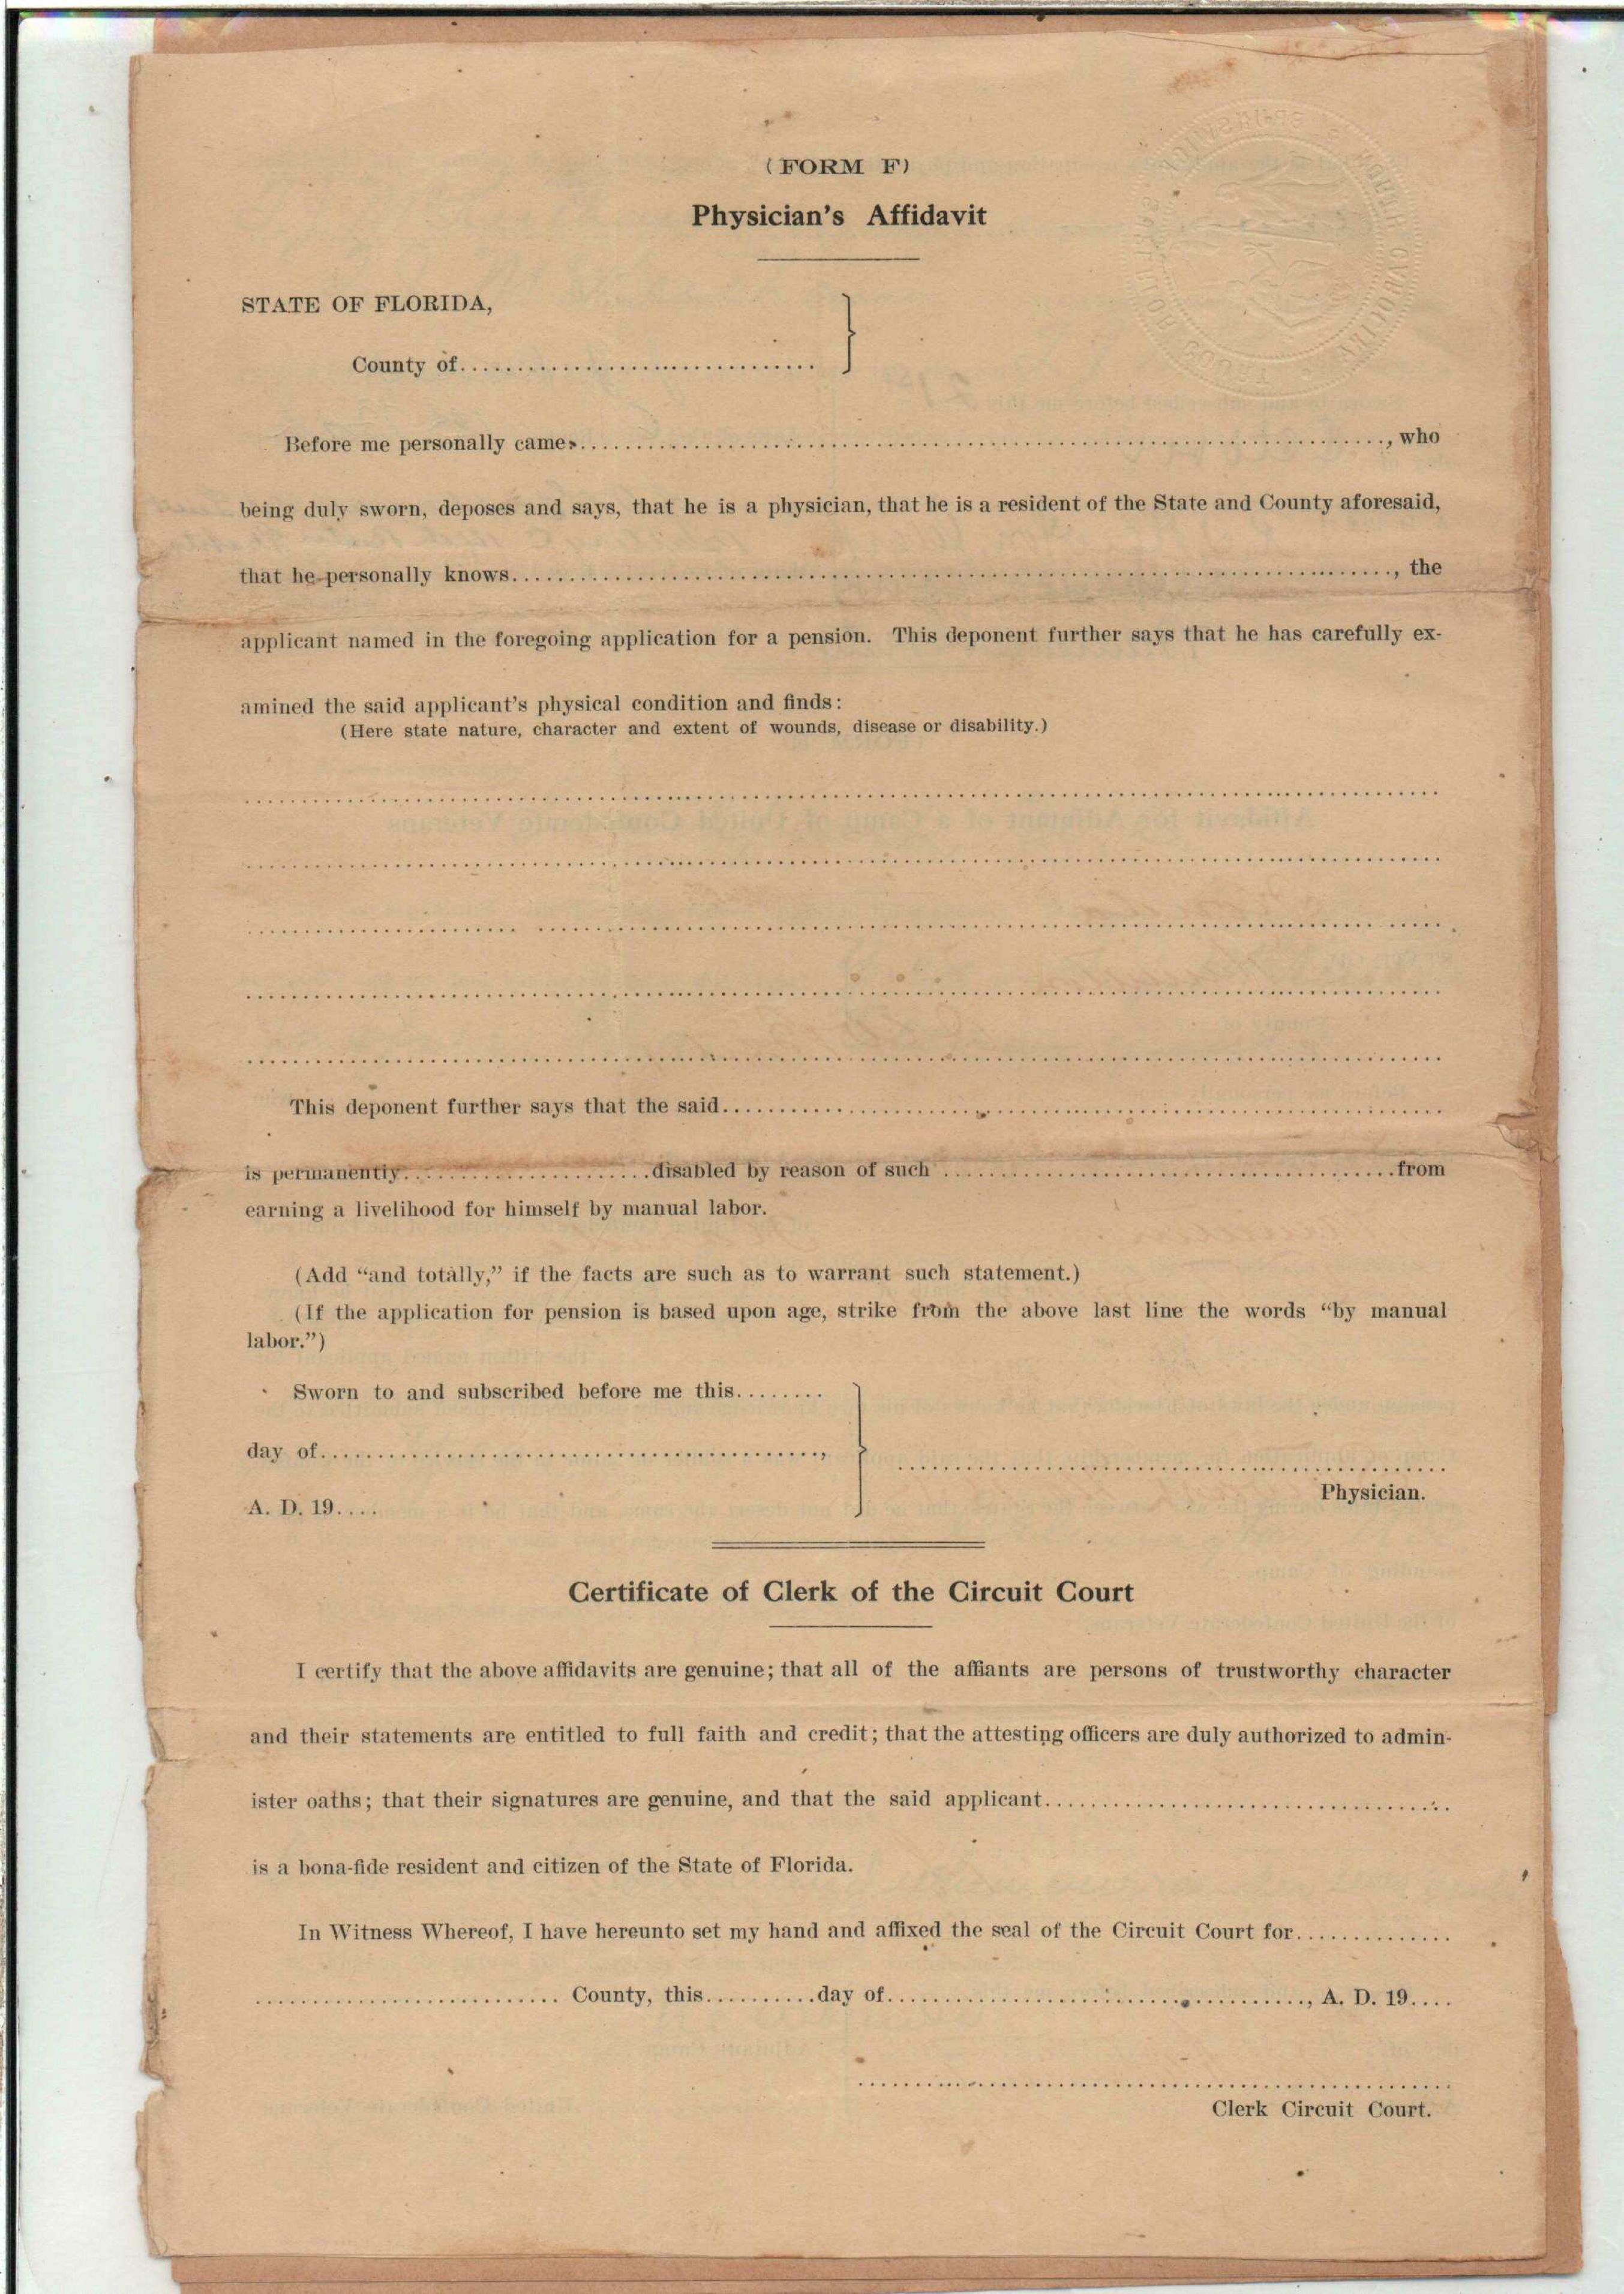 (FORM F)
Physician's Affidavit
STATE OF FLORIDA,
County of.......................................
Before me personally came..............................................................................., who
being duly sworn, deposes and says, that he is a physician, that he is a resident of the State and County aforesaid,
that he personally knows..............................................................................., the
applicant named in the foregoing application for a pension. This deponent further says that he has carefully ex-
amined the said applicant's physical condition and finds:
(Here state nature, character and extent of wounds, disease or disability.)
This deponent further says that the said...............................................................................
is permanently........................disabled by reason of such.............................................from
earning a livelihood for himself by manual labor.
(Add “and totally,” if the facts are such as to warrant such statement.)
(If the application for pension is based upon age, strike from the above last line the words “by manual
labor.”)
Sworn to and subscribed before me this........
day of..................................................,
A. D. 19....
Physician.
Certificate of Clerk of the Circuit Court
I certify that the above affidavits are genuine; that all of the affiants are persons of trustworthy character
and their statements are entitled to full faith and credit; that the attesting officers are duly authorized to admin-
ister oaths; that their signatures are genuine, and that the said applicant........................................
is a bona-fide resident and citizen of the State of Florida.
In Witness Whereof, I have hereunto set my hand and affixed the seal of the Circuit Court for...............
.............................. County, this..........day of.........................................., A. D. 19....
Clerk Circuit Court.